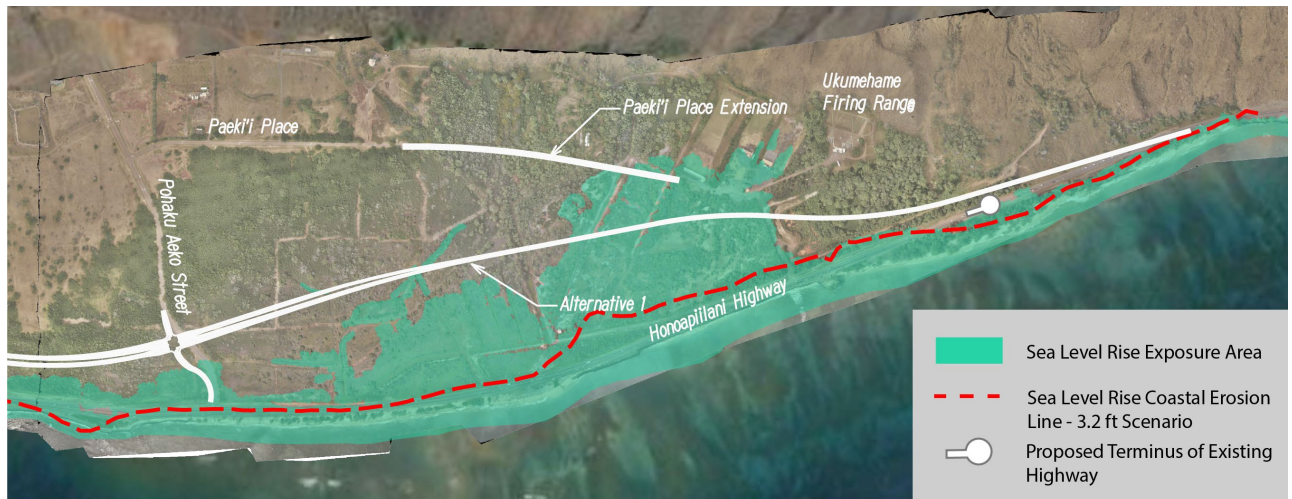 Ukumehame
Firing Range
Paeki'i Place Extension
Paeki'i Place
Pohaku Aeko Street
Alternative 1
Honoapiilani Highway
Sea Level Rise Exposure Area
Sea Level Rise Coastal Erosion
Line - 3.2 ft Scenario
Proposed Terminus of Existing
Highway